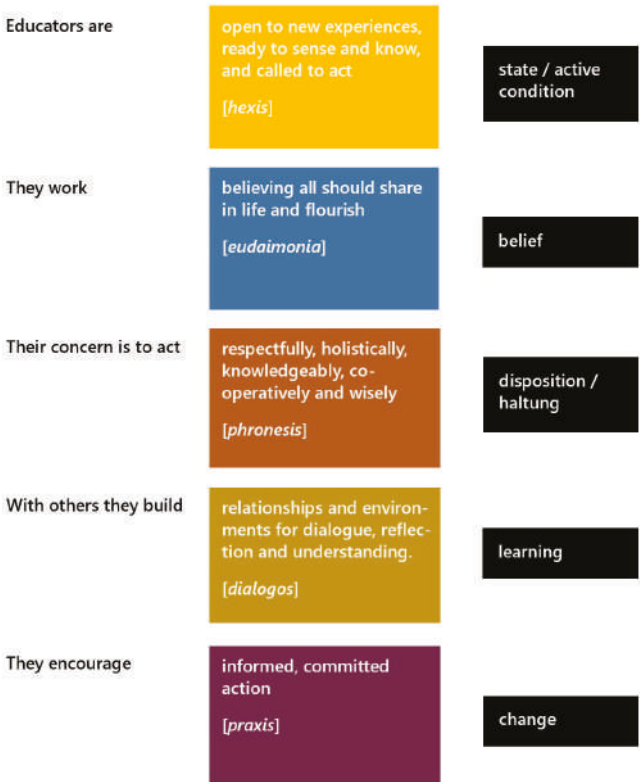 Educators are
open to new experiences,
ready to sense and know,
and called to act
[hexis]
state / active
condition
They work
believing all should share
in life and flourish
[eudaimonia]
belief
Their concern is to act
respectfully, holistically,
knowledgeably, co-
operatively and wisely
[phronesis]
disposition /
haltung
With others they build
relationships and environ-
ments for dialogue, reflec-
tion and understanding.
[dialogos]
learning
They encourage
informed, committed
action
[praxis]
change